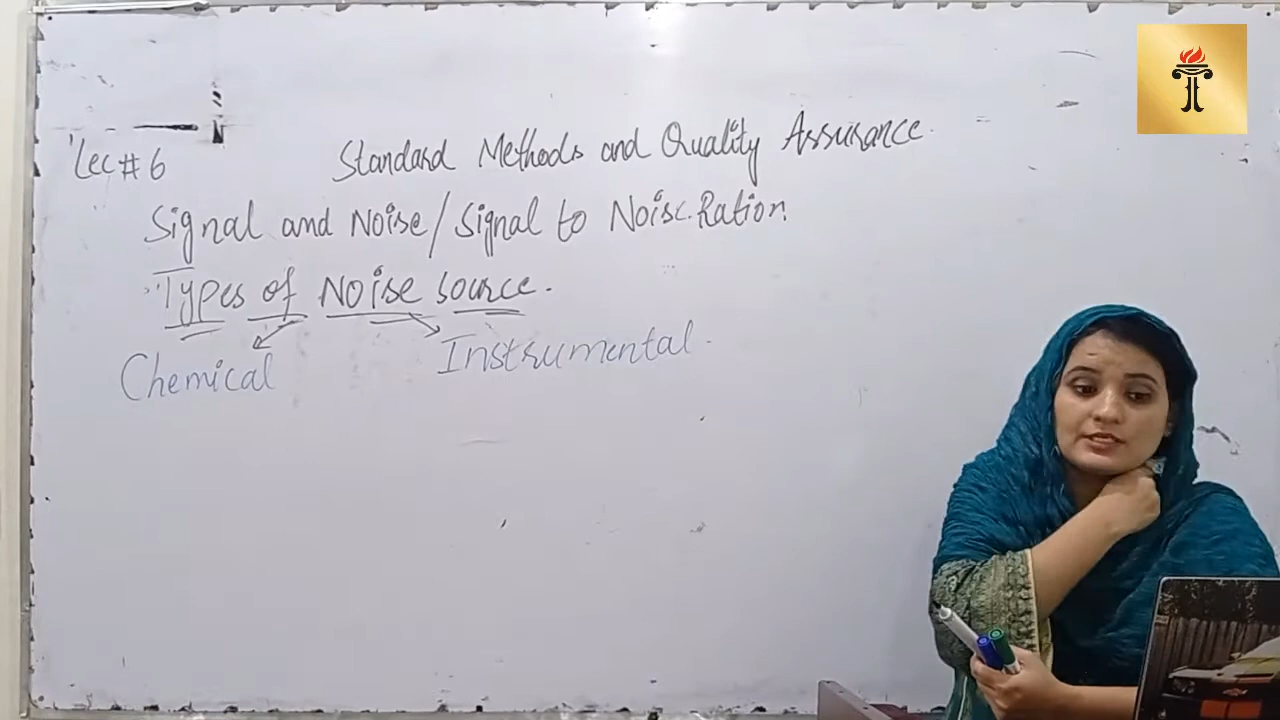 Lec # 6
Standard Methods and Quality Assurance.
Signal and Noise / Signal to Noise Ration
Types of Noise source.
Chemical
Instrumental.